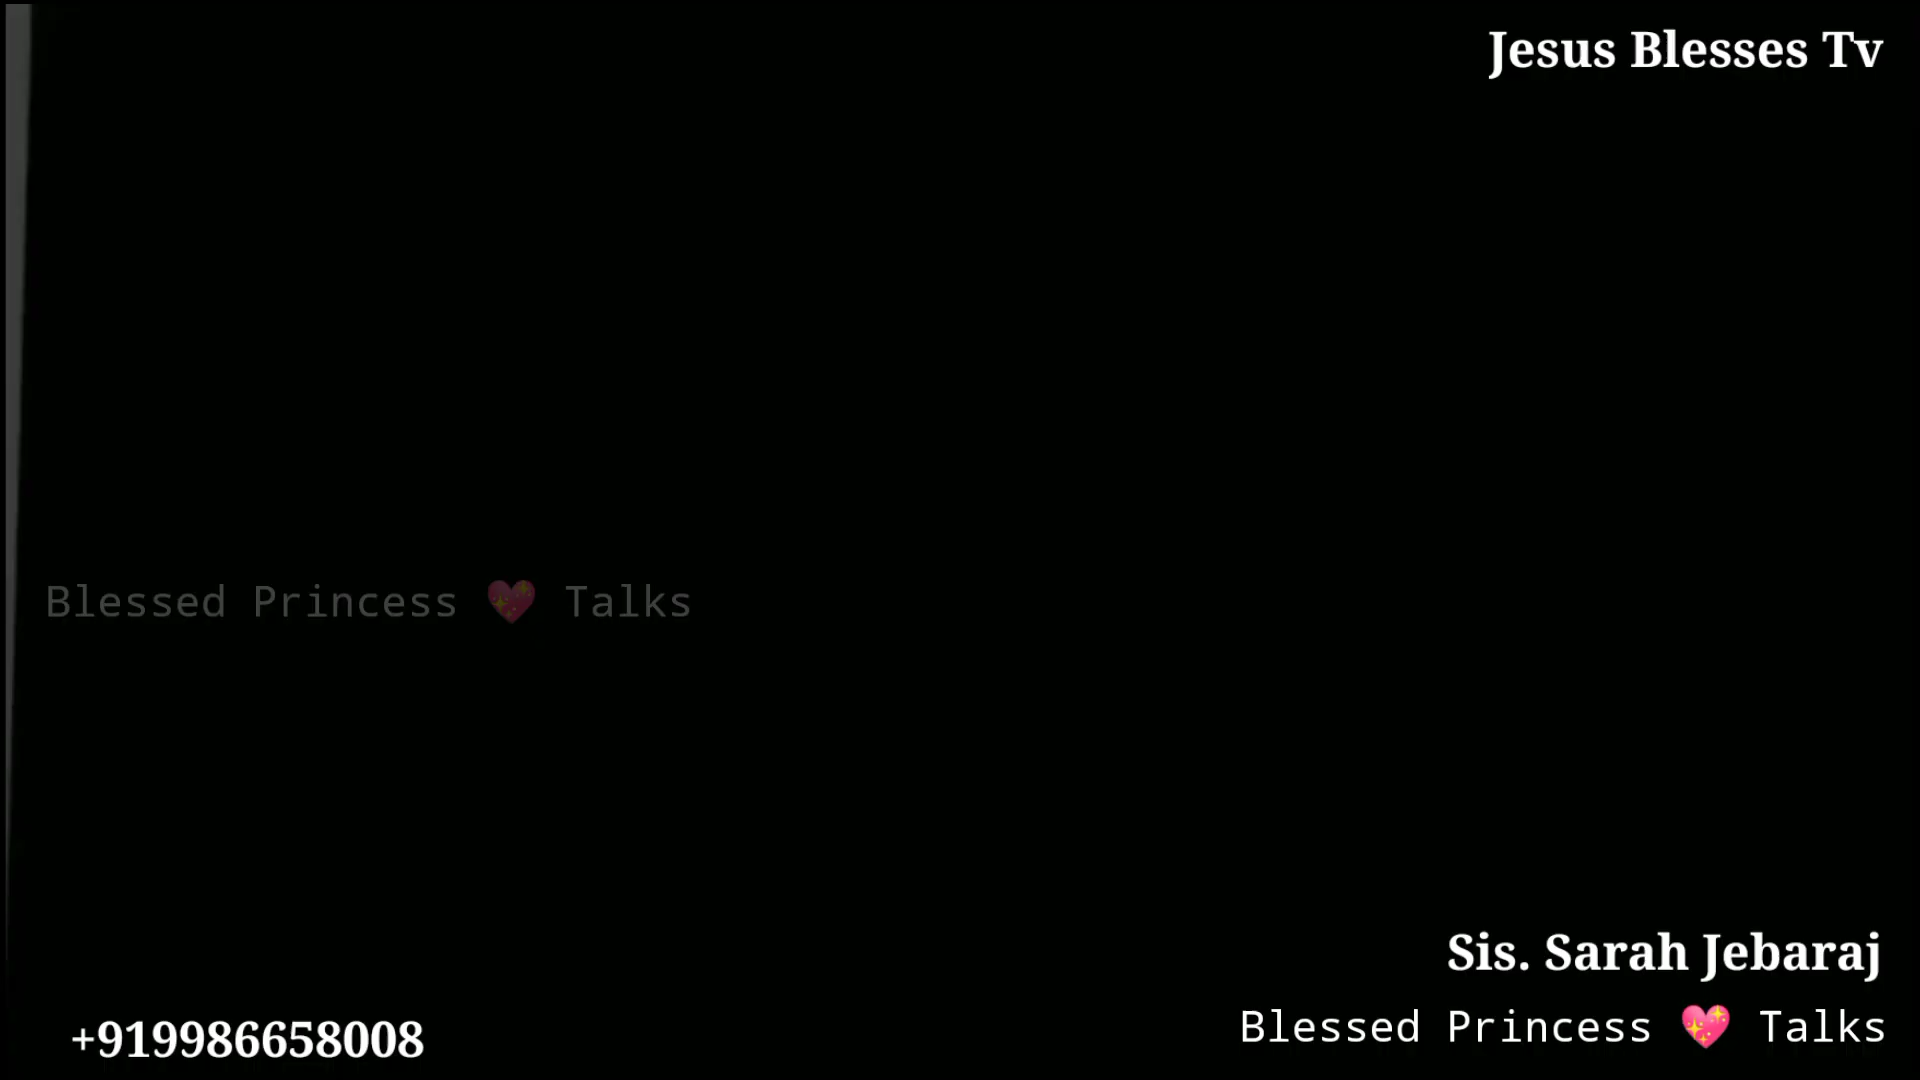 Jesus Blesses Tv
Blessed Princess 💖 Talks
Sis. Sarah Jebaraj
Blessed Princess 💖 Talks
+919986658008